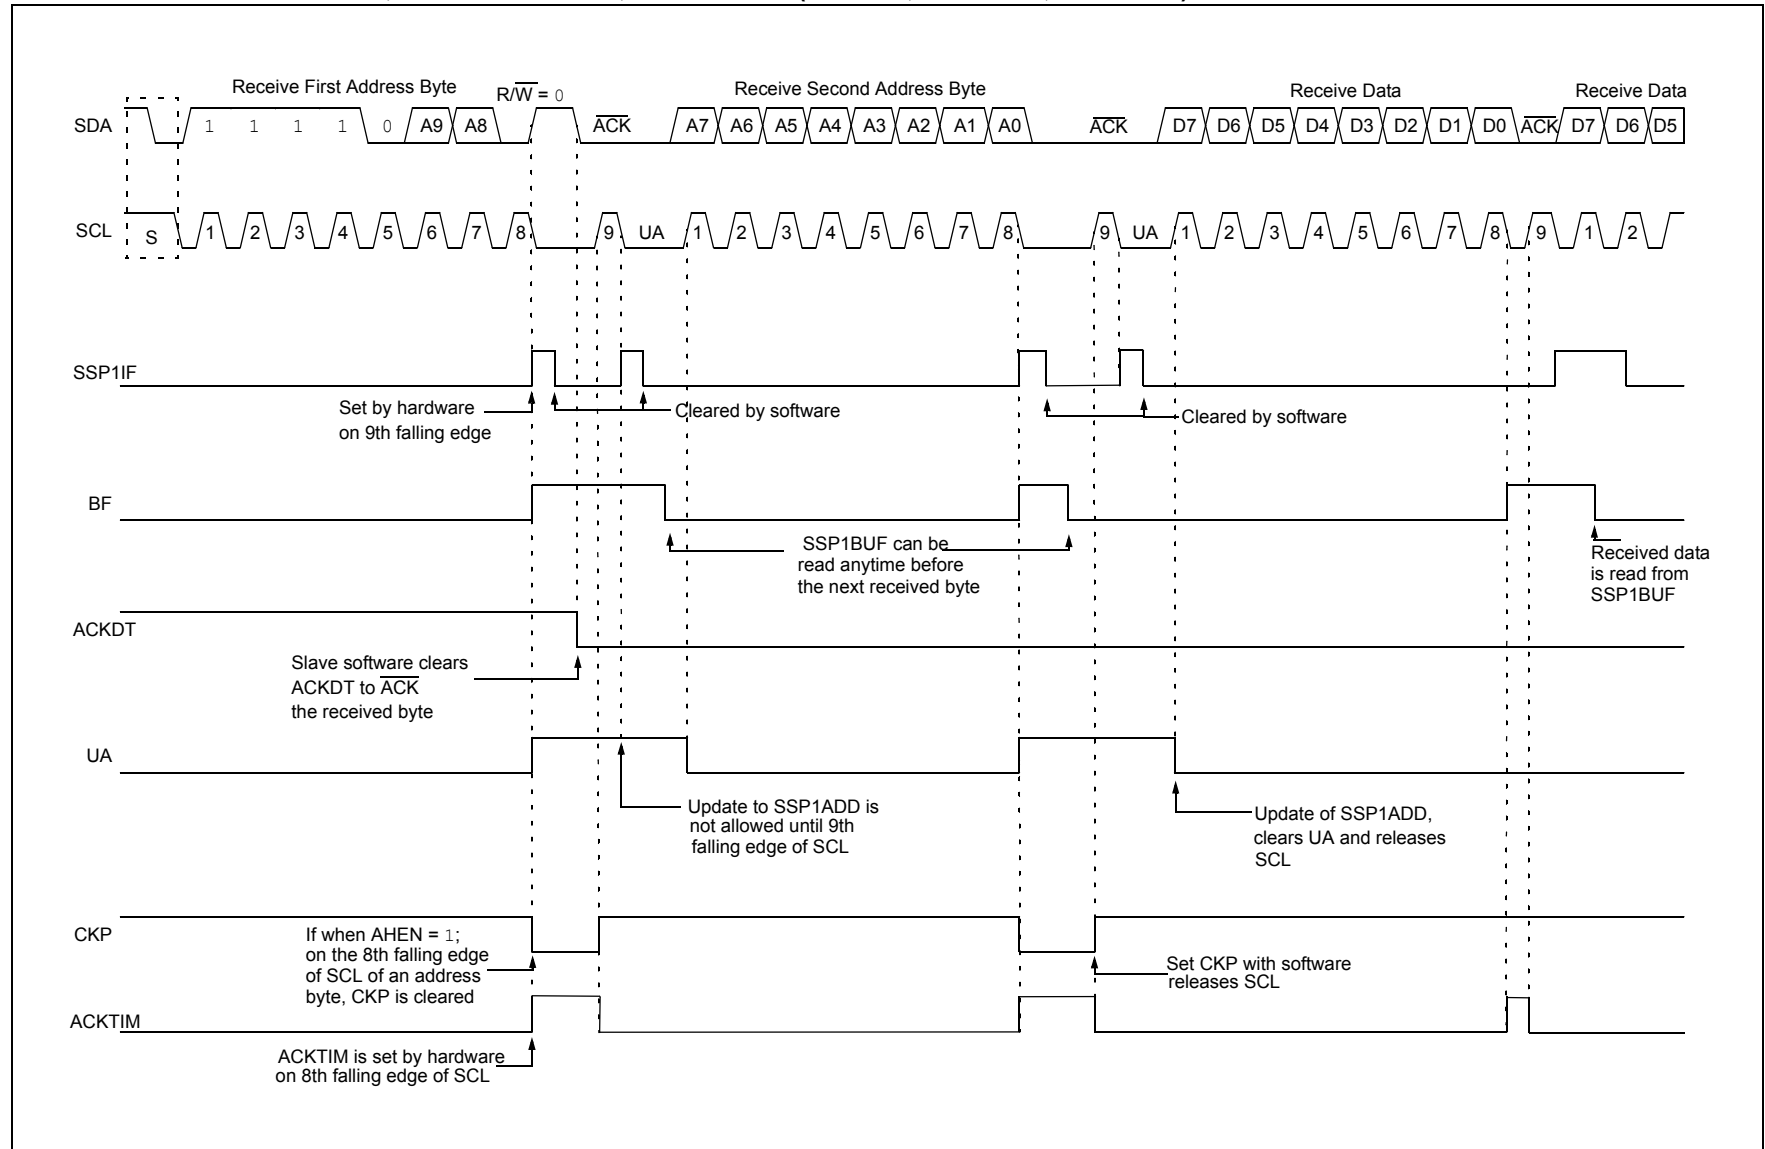 Receive First Address Byte
R/W = 0
Receive Second Address Byte
Receive Data
Receive Data
SDA
1 1 1 1 0 A9 A8
ACK
A7 A6 A5 A4 A3 A2 A1 A0
ACK
D7 D6 D5 D4 D3 D2 D1 D0
ACK
D7 D6 D5
SCL
S
1 2 3 4 5 6 7 8 9 UA 1 2 3 4 5 6 7 8 9 UA 1 2 3 4 5 6 7 8 9 1 2
SSP1IF
Set by hardware
on 9th falling edge
Cleared by software
Cleared by software
BF
SSP1BUF can be
read anytime before
the next received byte
Received data
is read from
SSP1BUF
ACKDT
Slave software clears
ACKDT to ACK
the received byte
UA
Update to SSP1ADD is
not allowed until 9th
falling edge of SCL
Update of SSP1ADD,
clears UA and releases
SCL
CKP
If when AHEN = 1;
on the 8th falling edge
of SCL of an address
byte, CKP is cleared
Set CKP with software
releases SCL
ACKTIM
ACKTIM is set by hardware
on 8th falling edge of SCL